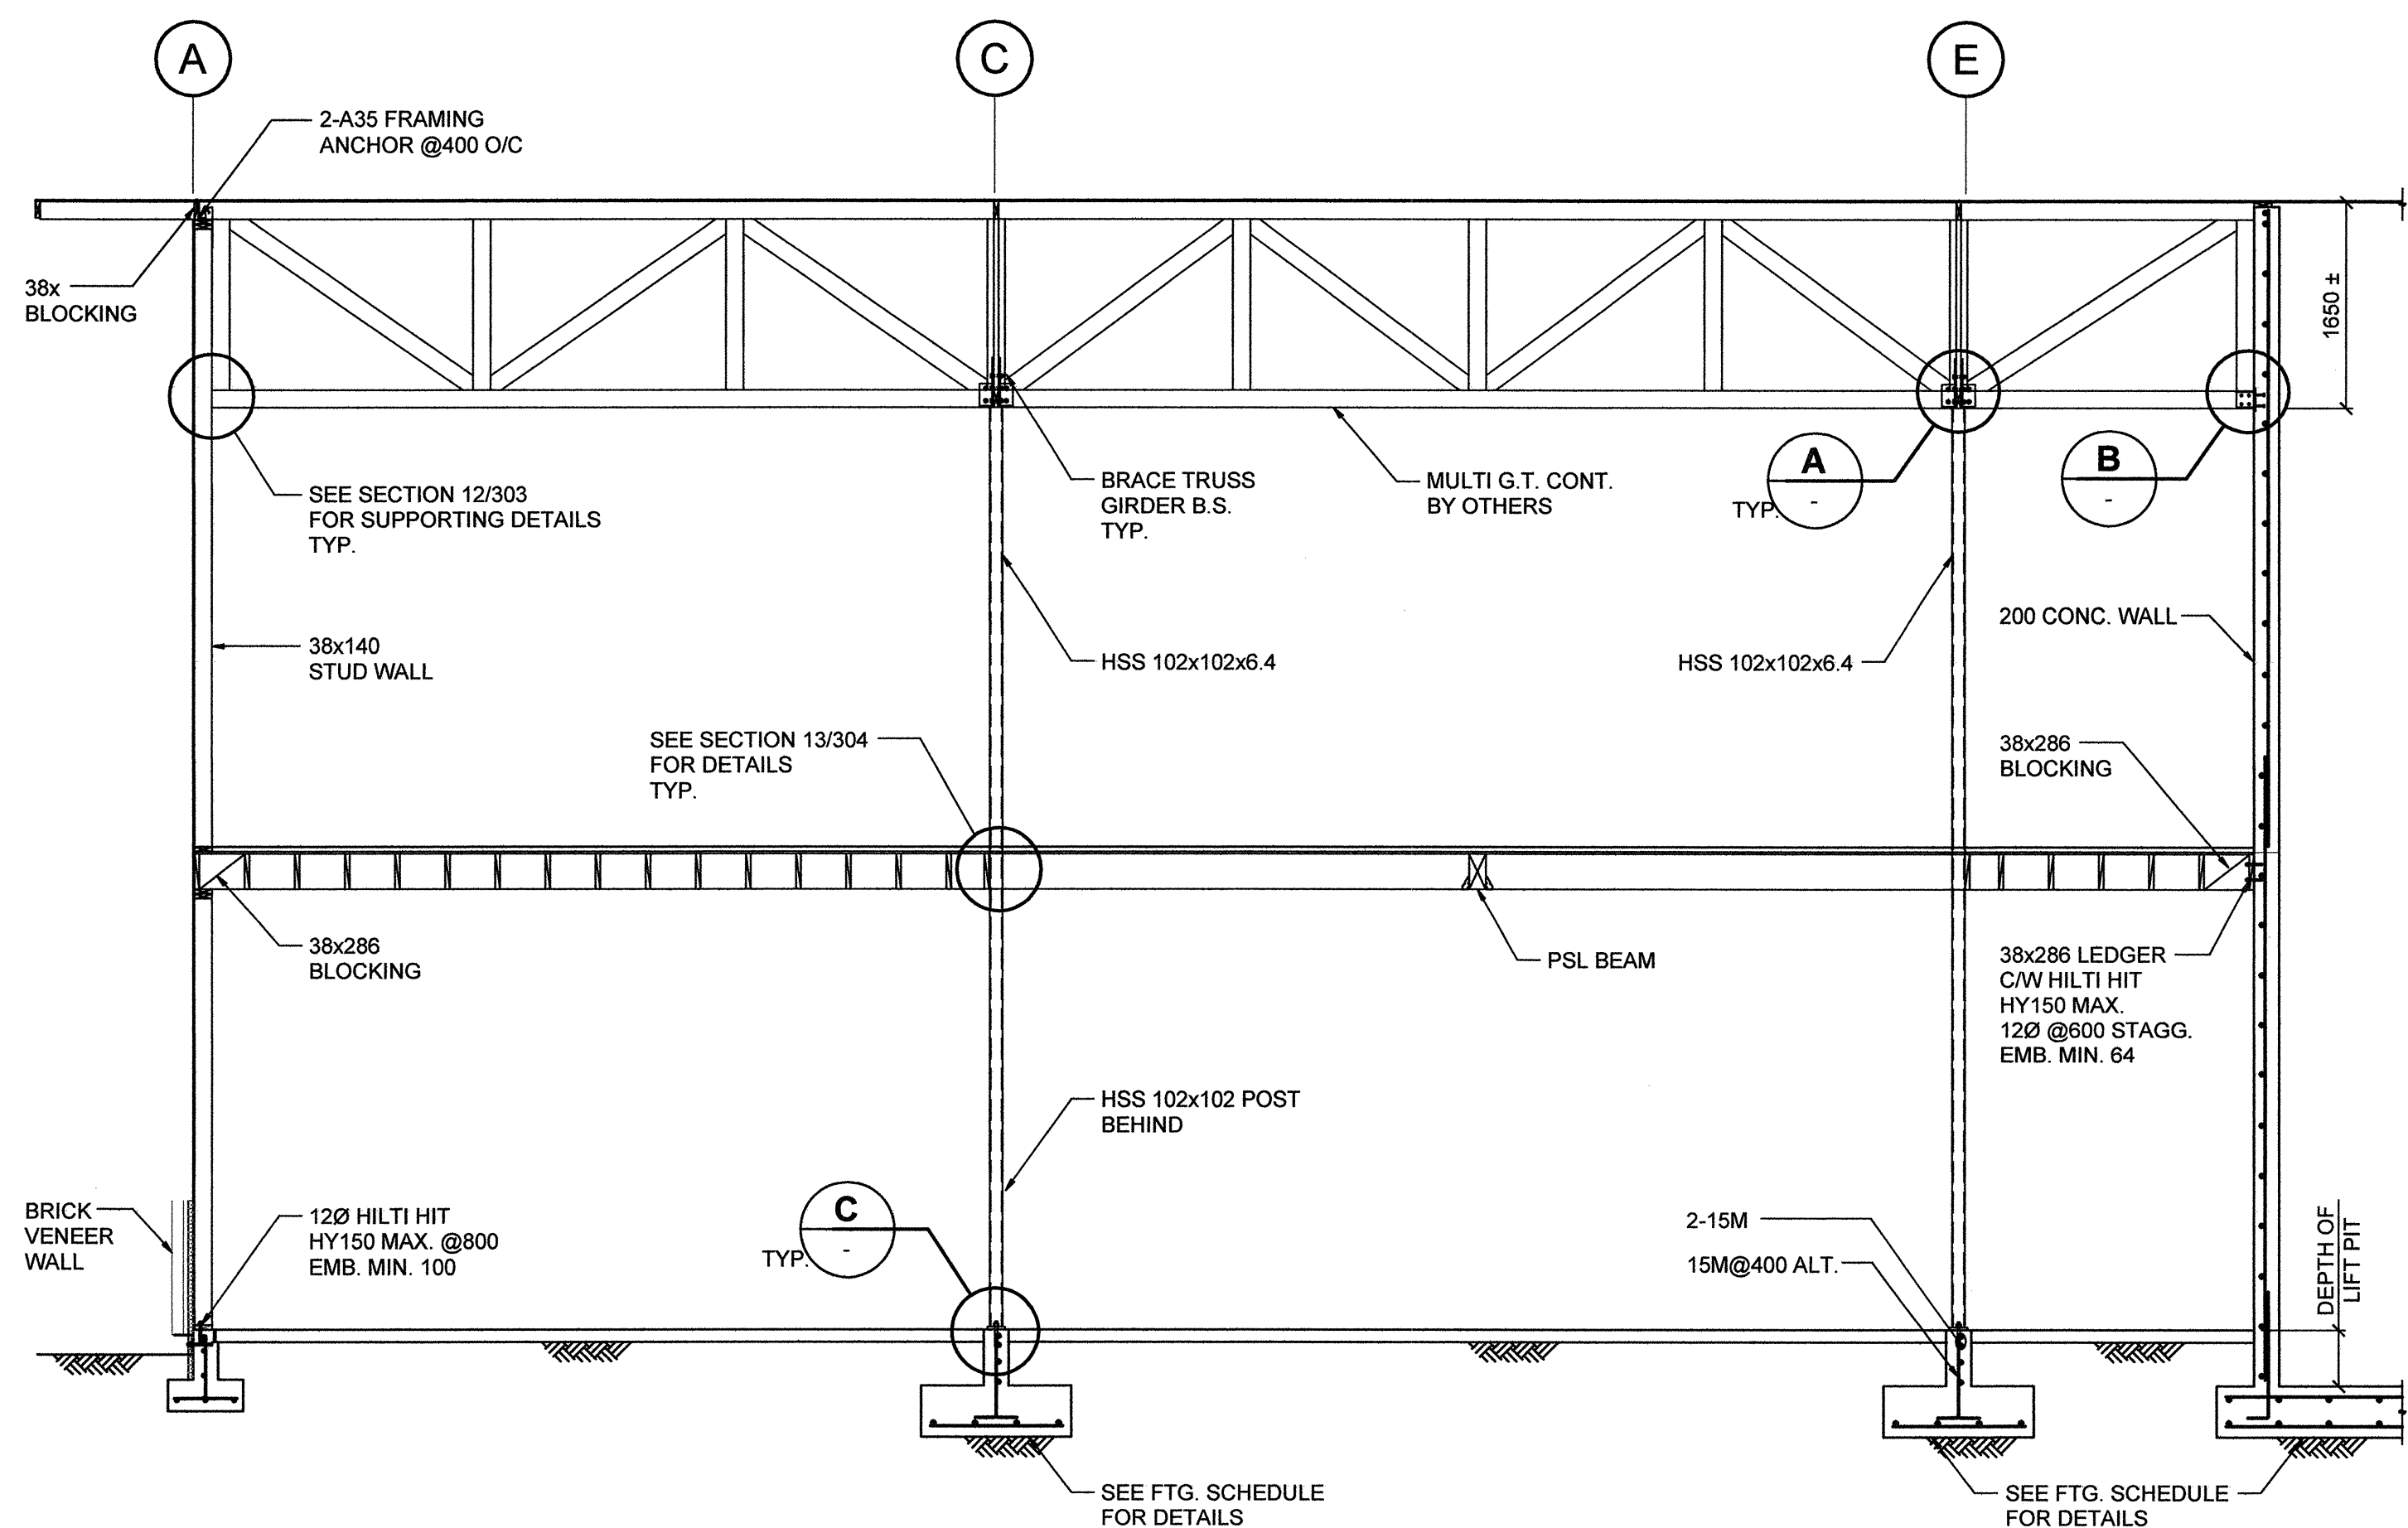 A
C
E
2-A35 FRAMING
ANCHOR @400 O/C
38x
BLOCKING
1650 ±
SEE SECTION 12/303
FOR SUPPORTING DETAILS
TYP.
BRACE TRUSS
GIRDER B.S.
TYP.
MULTI G.T. CONT.
BY OTHERS
A
-
TYP.
B
-
38x140
STUD WALL
HSS 102x102x6.4
HSS 102x102x6.4
200 CONC. WALL
SEE SECTION 13/304
FOR DETAILS
TYP.
38x286
BLOCKING
38x286
BLOCKING
PSL BEAM
38x286 LEDGER
C/W HILTI HIT
HY150 MAX.
12Ø @600 STAGG.
EMB. MIN. 64
HSS 102x102 POST
BEHIND
BRICK
VENEER
WALL
12Ø HILTI HIT
HY150 MAX. @800
EMB. MIN. 100
C
-
TYP.
2-15M
15M@400 ALT.
DEPTH OF
LIFT PIT
SEE FTG. SCHEDULE
FOR DETAILS
SEE FTG. SCHEDULE
FOR DETAILS